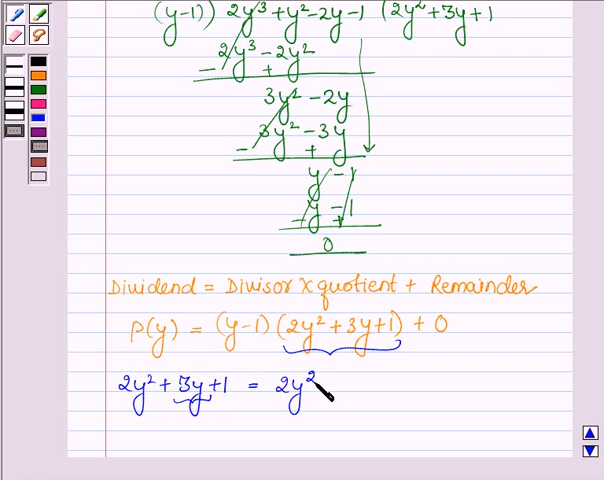 (y-1) 2y³+y²-2y-1 (2y²+3y+1
2y³-2y²
- +
3y²-2y
3y²-3y
- +
y-1
y-1
- +
0
Dividend = Divisor x quotient + Remainder
P(y) = (y-1) (2y²+3y+1) + 0
2y²+3y+1 = 2y²